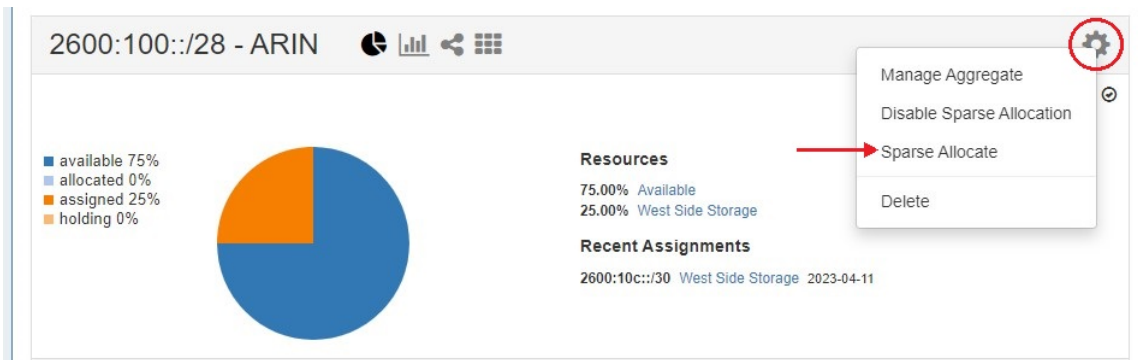 2600:100::/28 - ARIN
Manage Aggregate
Disable Sparse Allocation
Sparse Allocate
Delete
available 75%
allocated 0%
assigned 25%
holding 0%
Resources
75.00% Available
25.00% West Side Storage
Recent Assignments
2600:10c::/30 West Side Storage 2023-04-11